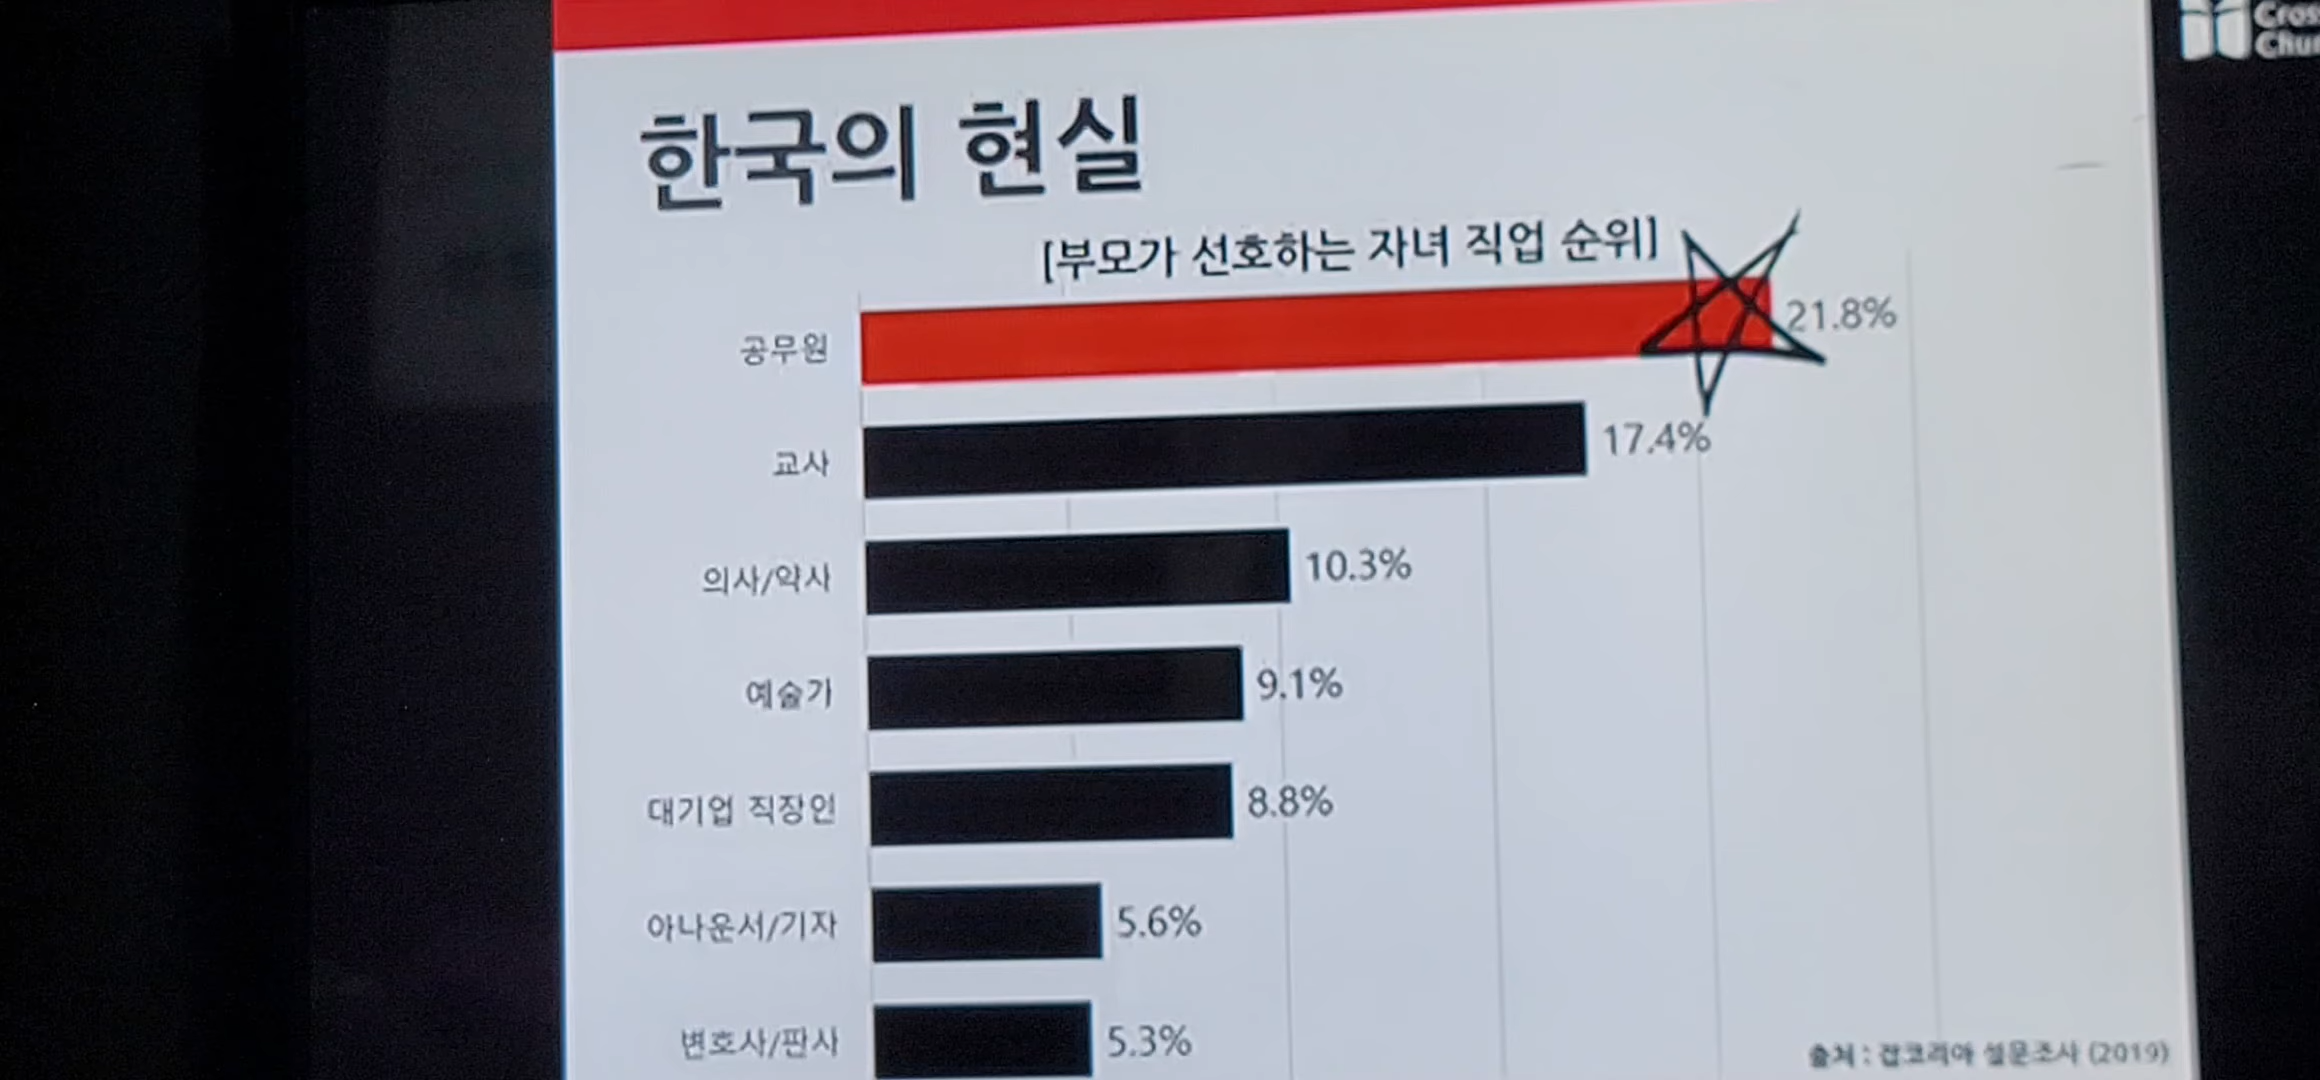 한국의 현실
[부모가 선호하는 자녀 직업 순위]
공무원 21.8%
교사 17.4%
의사/약사 10.3%
예술가 9.1%
대기업 직장인 8.8%
아나운서/기자 5.6%
변호사/판사 5.3%
출처 : 잡코리아 설문조사 (2019)